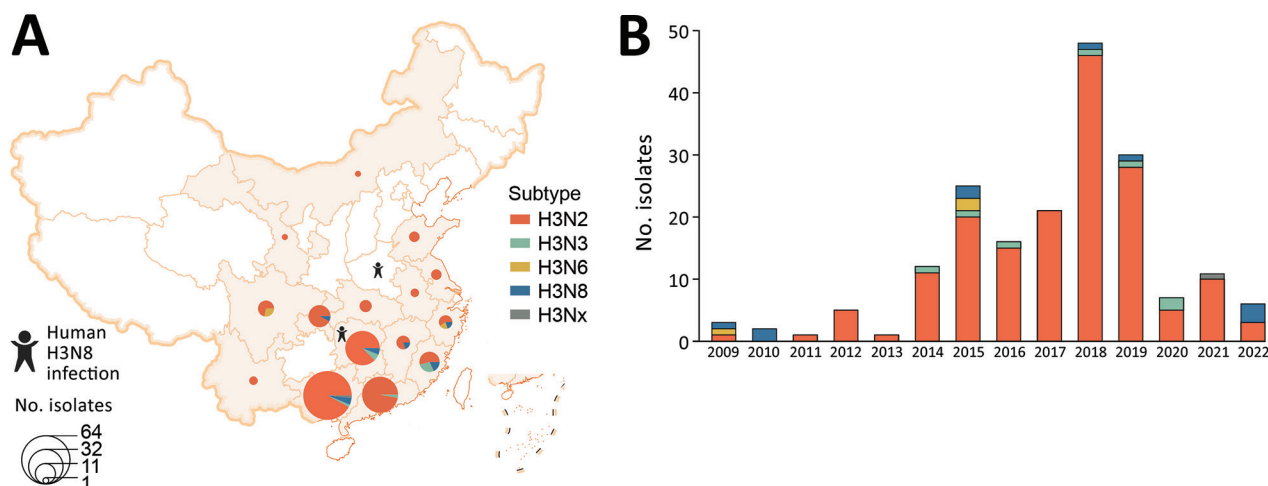 A
Subtype
H3N2
H3N3
H3N6
H3N8
H3Nx
Human
H3N8
infection
No. isolates
64
32
11
1
B
No. isolates
50
40
30
20
10
0
2009 2010 2011 2012 2013 2014 2015 2016 2017 2018 2019 2020 2021 2022